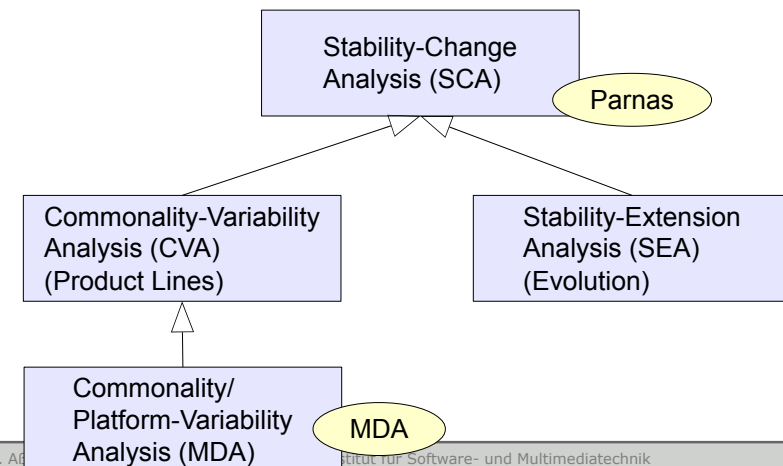 Stability-Change
Analysis (SCA)
Parnas
Commonality-Variability
Analysis (CVA)
(Product Lines)
Stability-Extension
Analysis (SEA)
(Evolution)
Commonality/
Platform-Variability
Analysis (MDA)
MDA
für Software- und Multimediatechnik